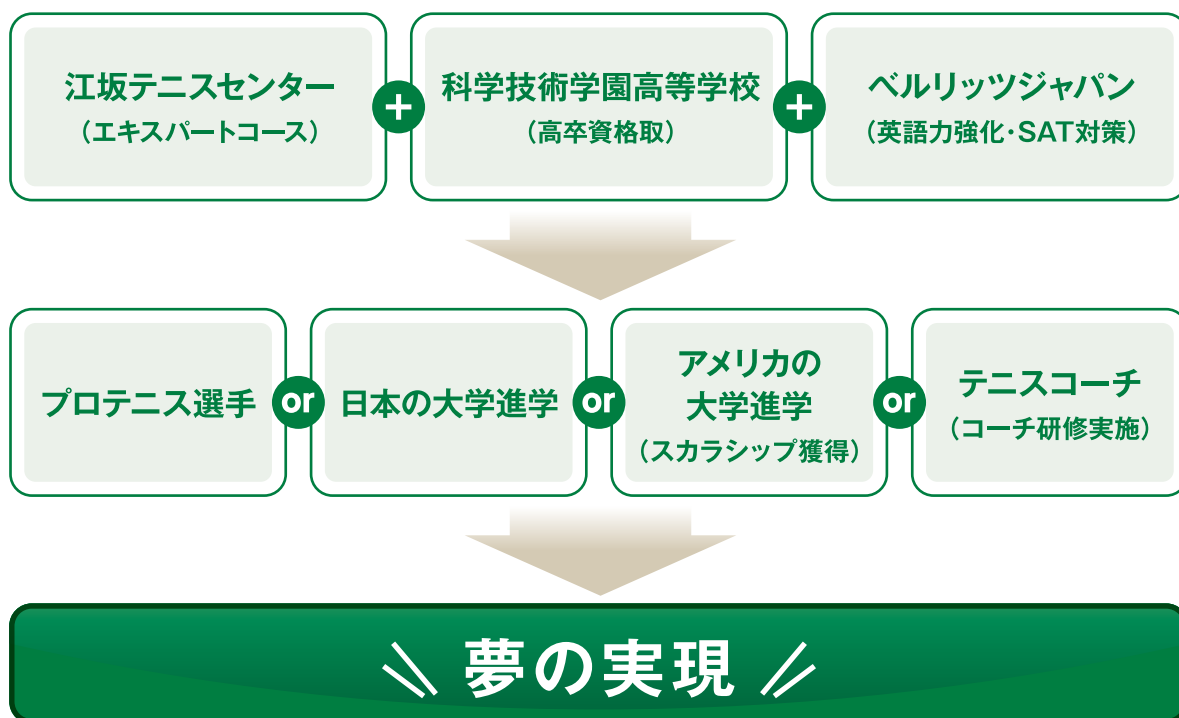 江坂テニスセンター
（エキスパートコース）
+
科学技術学園高等学校
（高卒資格取）
+
ベルリッツジャパン
（英語力強化・SAT対策）
プロテニス選手
or
日本の大学進学
or
アメリカの
大学進学
（スカラシップ獲得）
or
テニスコーチ
（コーチ研修実施）
夢の実現